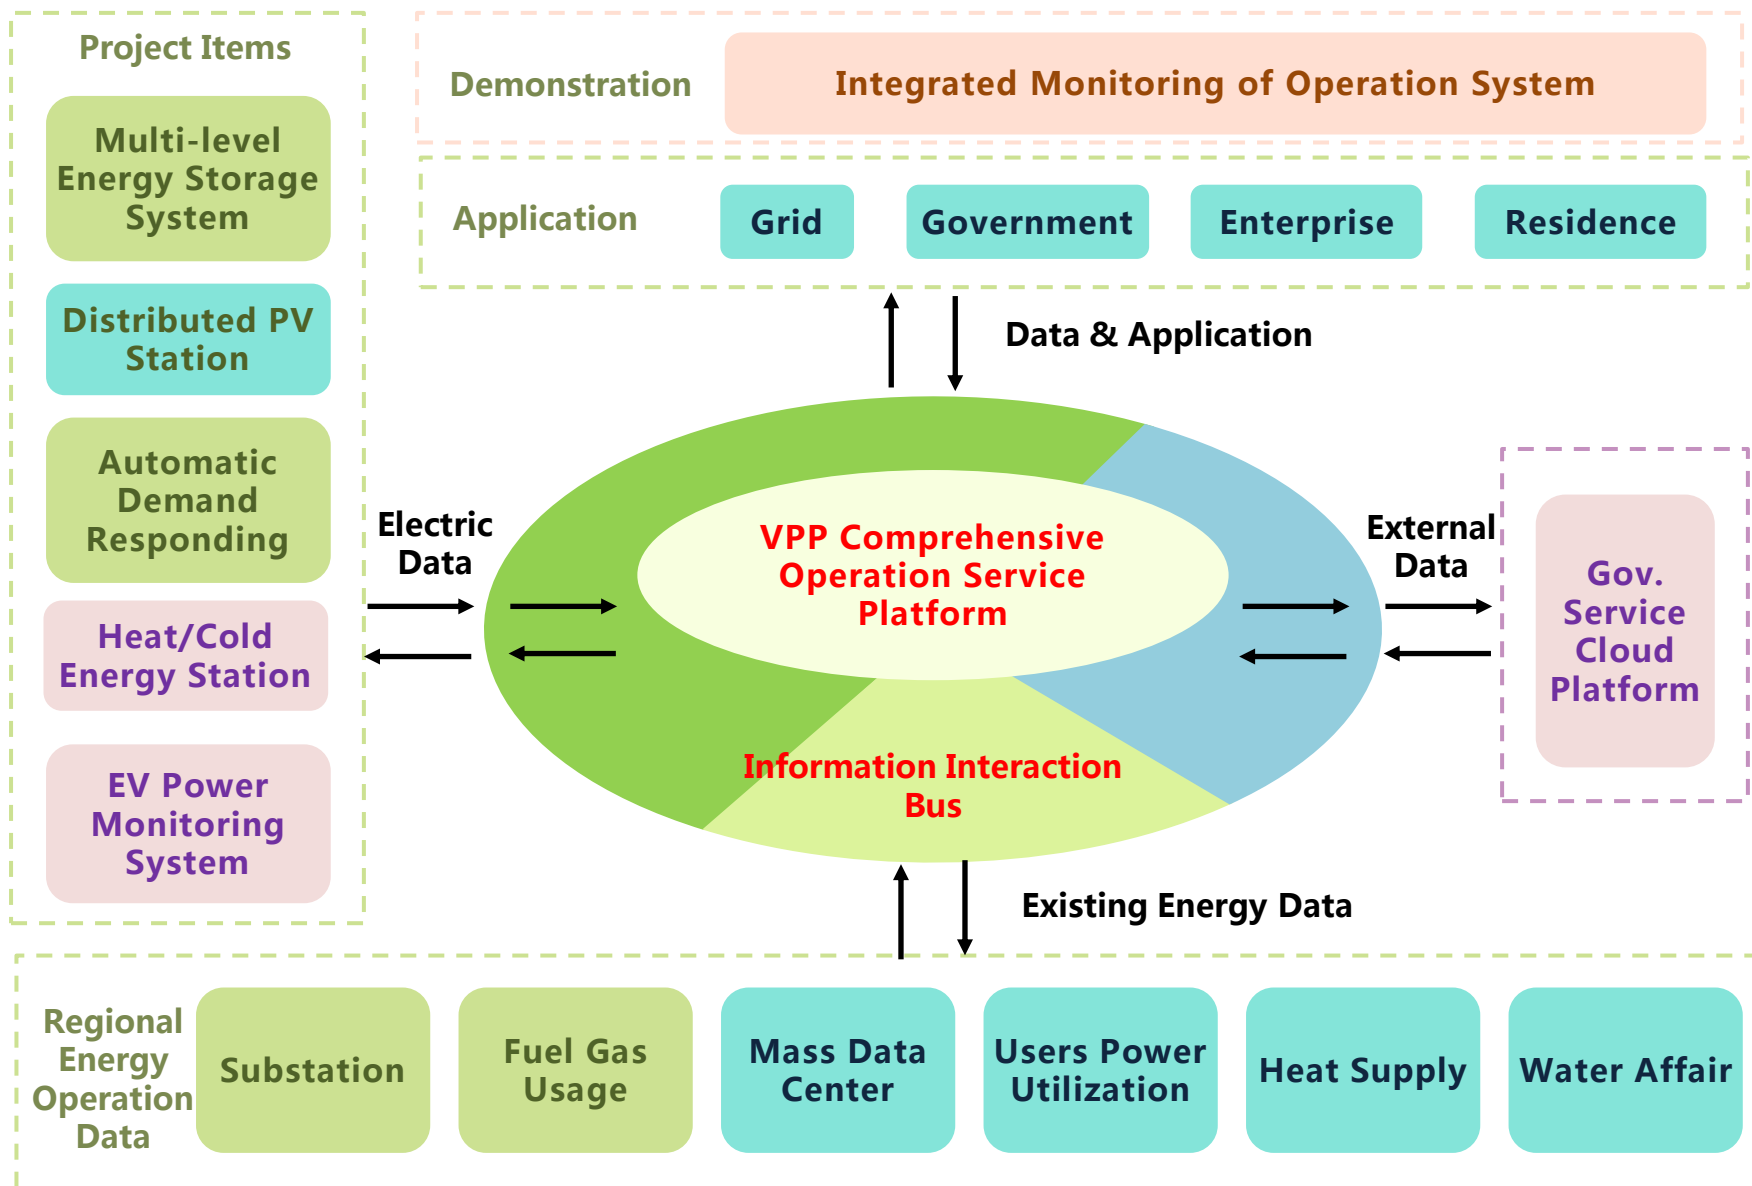 Project Items
Multi-level
Energy Storage
System
Distributed PV
Station
Automatic
Demand
Responding
Heat/Cold
Energy Station
EV Power
Monitoring
System
Demonstration
Integrated Monitoring of Operation System
Application
Grid
Government
Enterprise
Residence
Data & Application
Electric
Data
VPP Comprehensive
Operation Service
Platform
Information Interaction
Bus
External
Data
Gov.
Service
Cloud
Platform
Existing Energy Data
Regional
Energy
Operation
Data
Substation
Fuel Gas
Usage
Mass Data
Center
Users Power
Utilization
Heat Supply
Water Affair